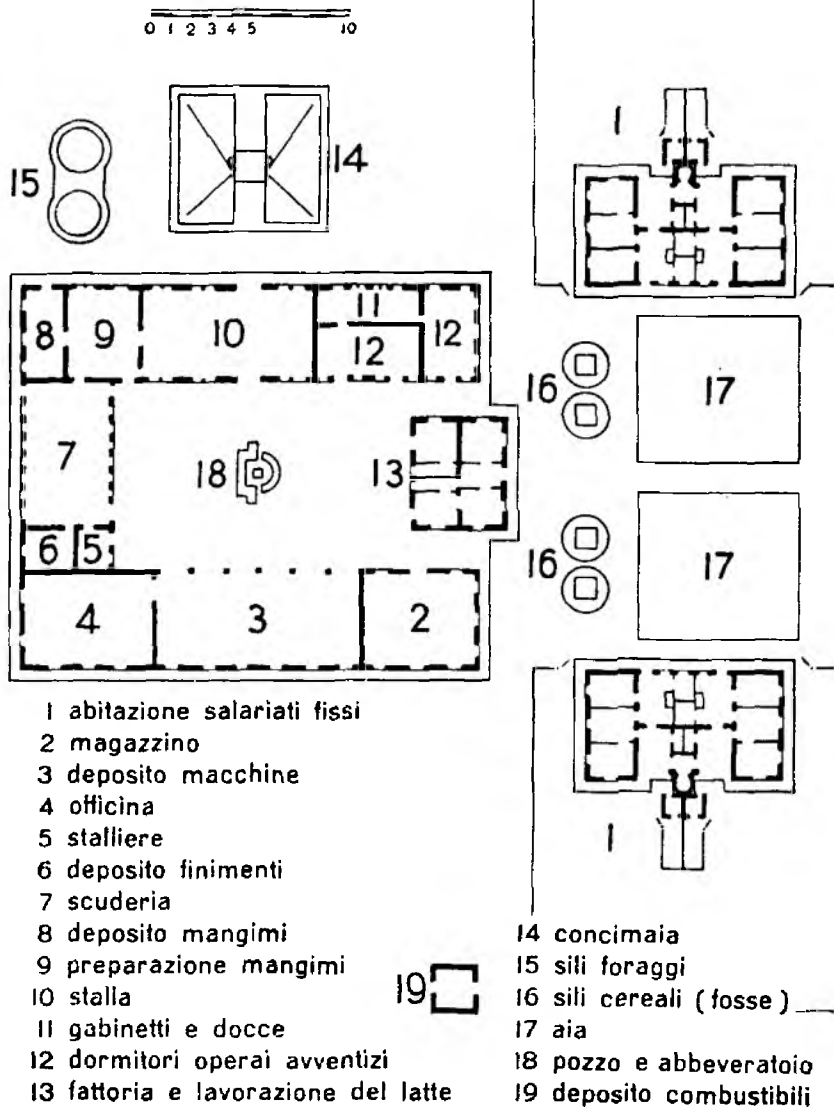 0 1 2 3 4 5 10
1
14
15
11
8 9 10 12 12
16 17
7
18 13
6 5
16 17
4 3 2
1 abitazione salariati fissi
2 magazzino
3 deposito macchine
4 officina
5 stalliere
1
6 deposito finimenti
7 scuderia
8 deposito mangimi
9 preparazione mangimi
10 stalla
11 gabinetti e docce
12 dormitori operai avventizi
13 fattoria e lavorazione del latte
19
14 concimaia
15 sili foraggi
16 sili cereali (fosse)
17 aia
18 pozzo e abbeveratoio
19 deposito combustibili